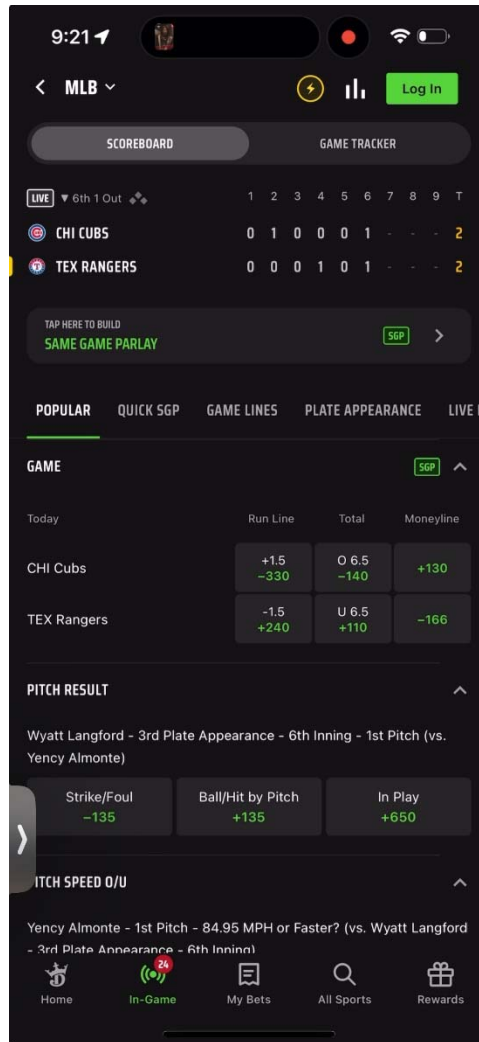 9:21
MLB
Log In
SCOREBOARD GAME TRACKER
LIVE ▼ 6th 1 Out 1 2 3 4 5 6 7 8 9 T
CHI CUBS 0 1 0 0 0 1 - - - 2
TEX RANGERS 0 0 0 1 0 1 - - - 2
TAP HERE TO BUILD
SAME GAME PARLAY SGP
POPULAR QUICK SGP GAME LINES PLATE APPEARANCE LIVE
GAME SGP
Today Run Line Total Moneyline
+1.5 O 6.5
CHI Cubs -330 -140 +130
-1.5 U 6.5
TEX Rangers +240 +110 -166
PITCH RESULT
Wyatt Langford - 3rd Plate Appearance - 6th Inning - 1st Pitch (vs.
Yency Almonte)
Strike/Foul Ball/Hit by Pitch In Play
-135 +135 +650
PITCH SPEED O/U
Yency Almonte - 1st Pitch - 84.95 MPH or Faster? (vs. Wyatt Langford
- 3rd Plate Appearance - 6th Inning)
24
Home In-Game My Bets All Sports Rewards